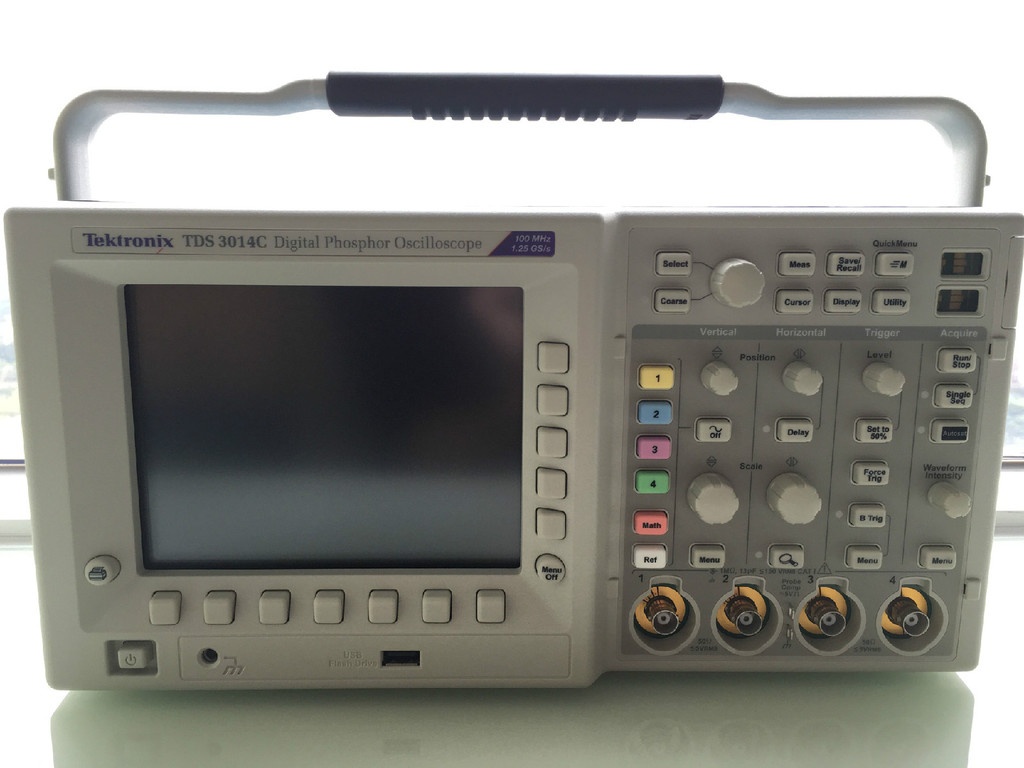 Tektronix TDS 3014C Digital Phosphor Oscilloscope
100 MHz
1.25 GS/s
QuickMenu
Select
Meas
Save/
Recall
M
Coarse
Cursor
Display
Utility
Vertical
Horizontal
Trigger
Acquire
Position
Level
Run/
Stop
1
2
Single
Seq
Off
Delay
Set to
50%
Autoset
3
Scale
Force
Trig
Waveform
Intensity
4
B Trig
Math
Ref
Menu
Menu
Menu
Menu
Off
1
2
3
4
Probe
Comp
USB
Flash Drive